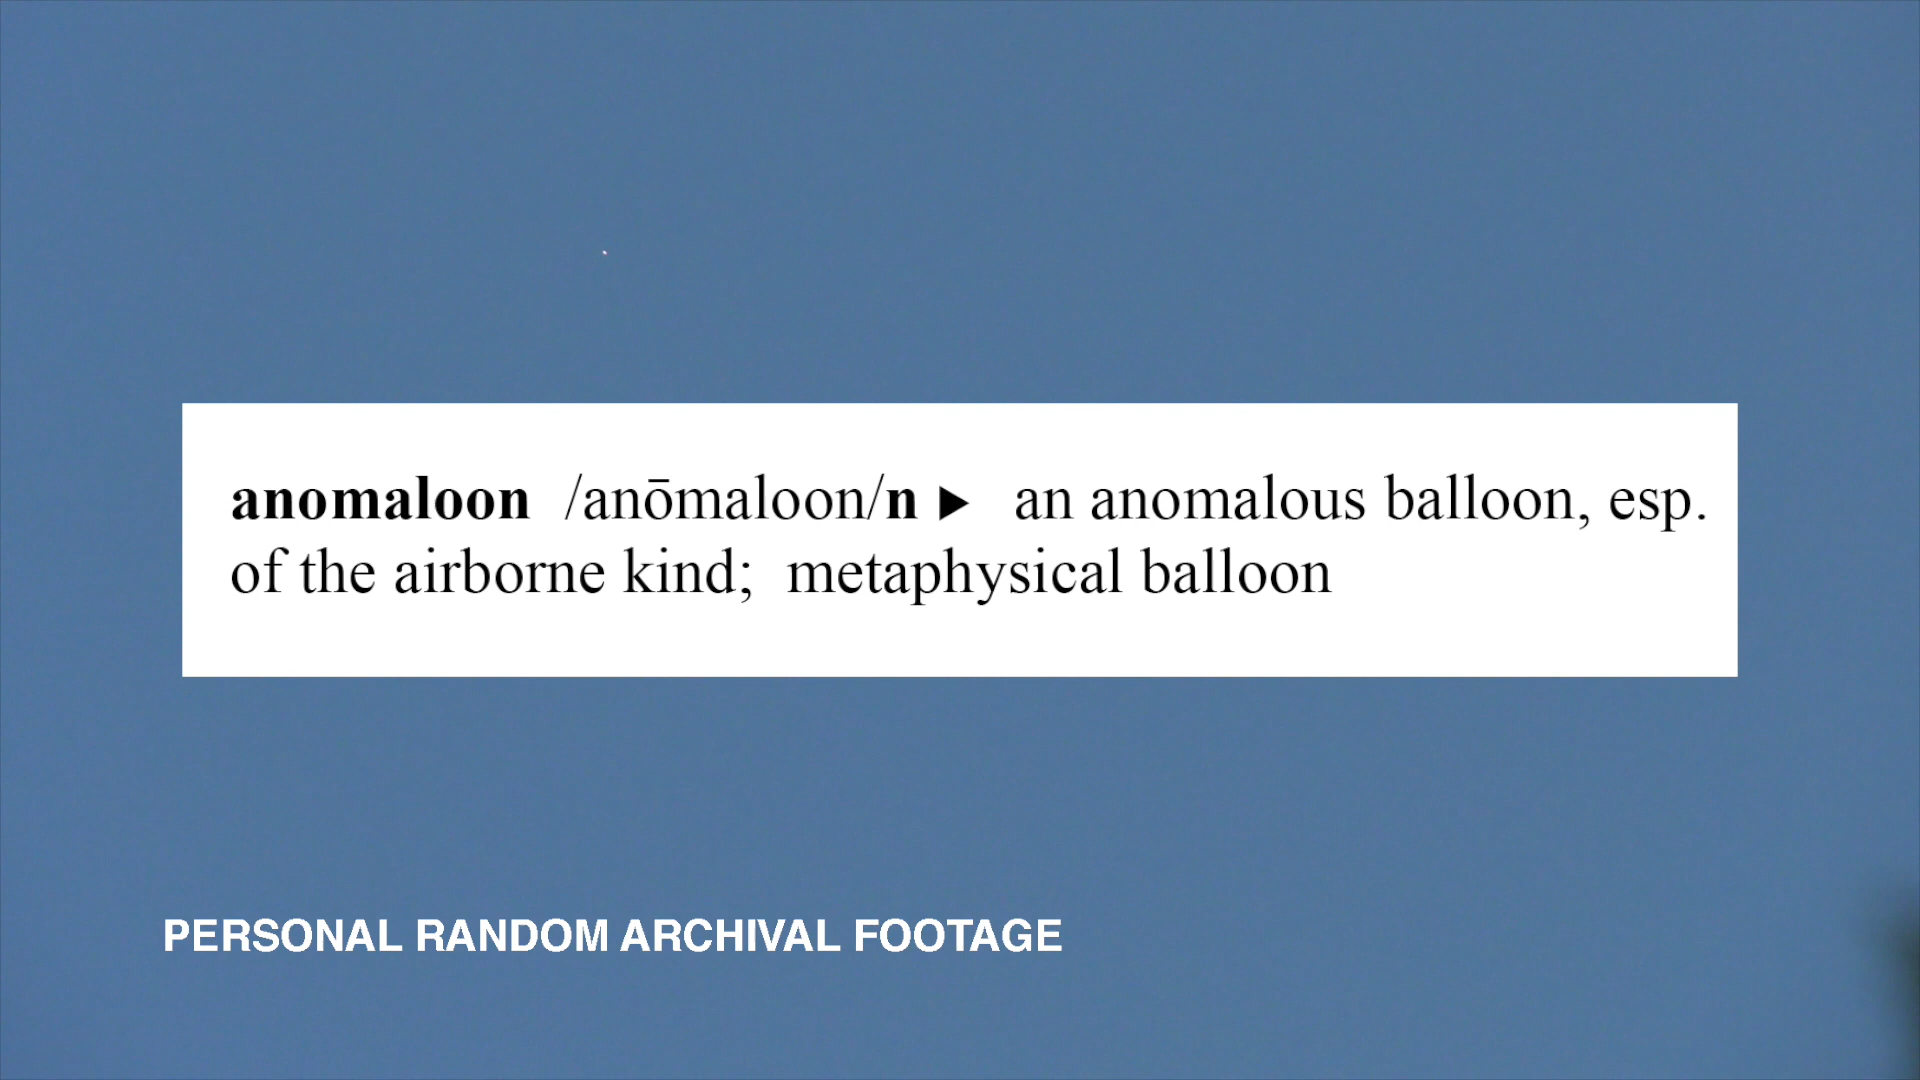 anomaloon /anōmaloon/n ▶ an anomalous balloon, esp.
of the airborne kind; metaphysical balloon
PERSONAL RANDOM ARCHIVAL FOOTAGE